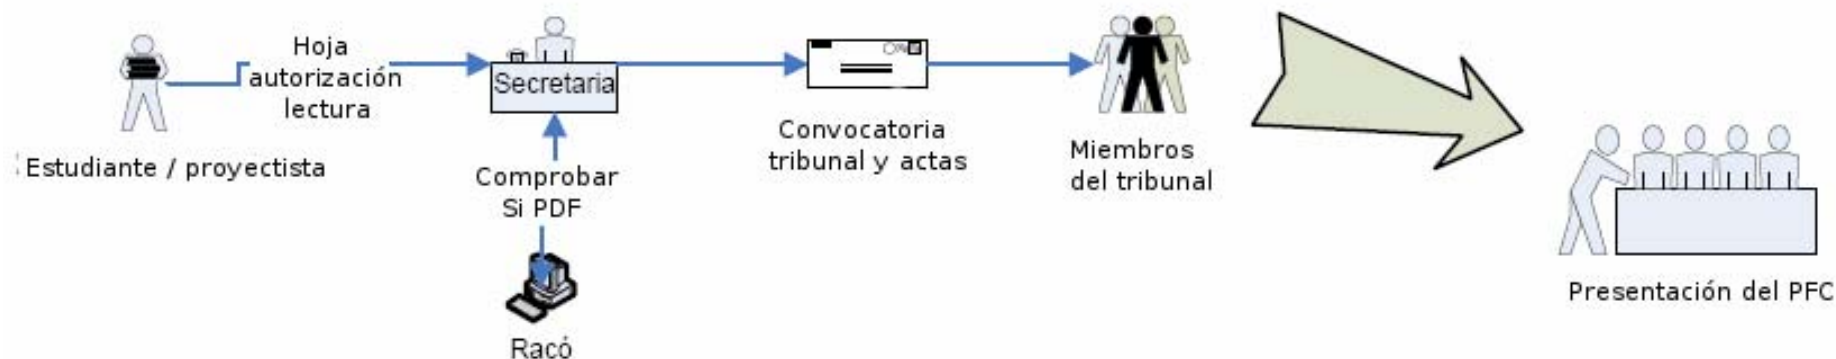 Hoja
autorización
lectura
Estudiante / proyectista
Secretaria
Comprobar
Si PDF
Racó
Convocatoria
tribunal y actas
Miembros
del tribunal
Presentación del PFC